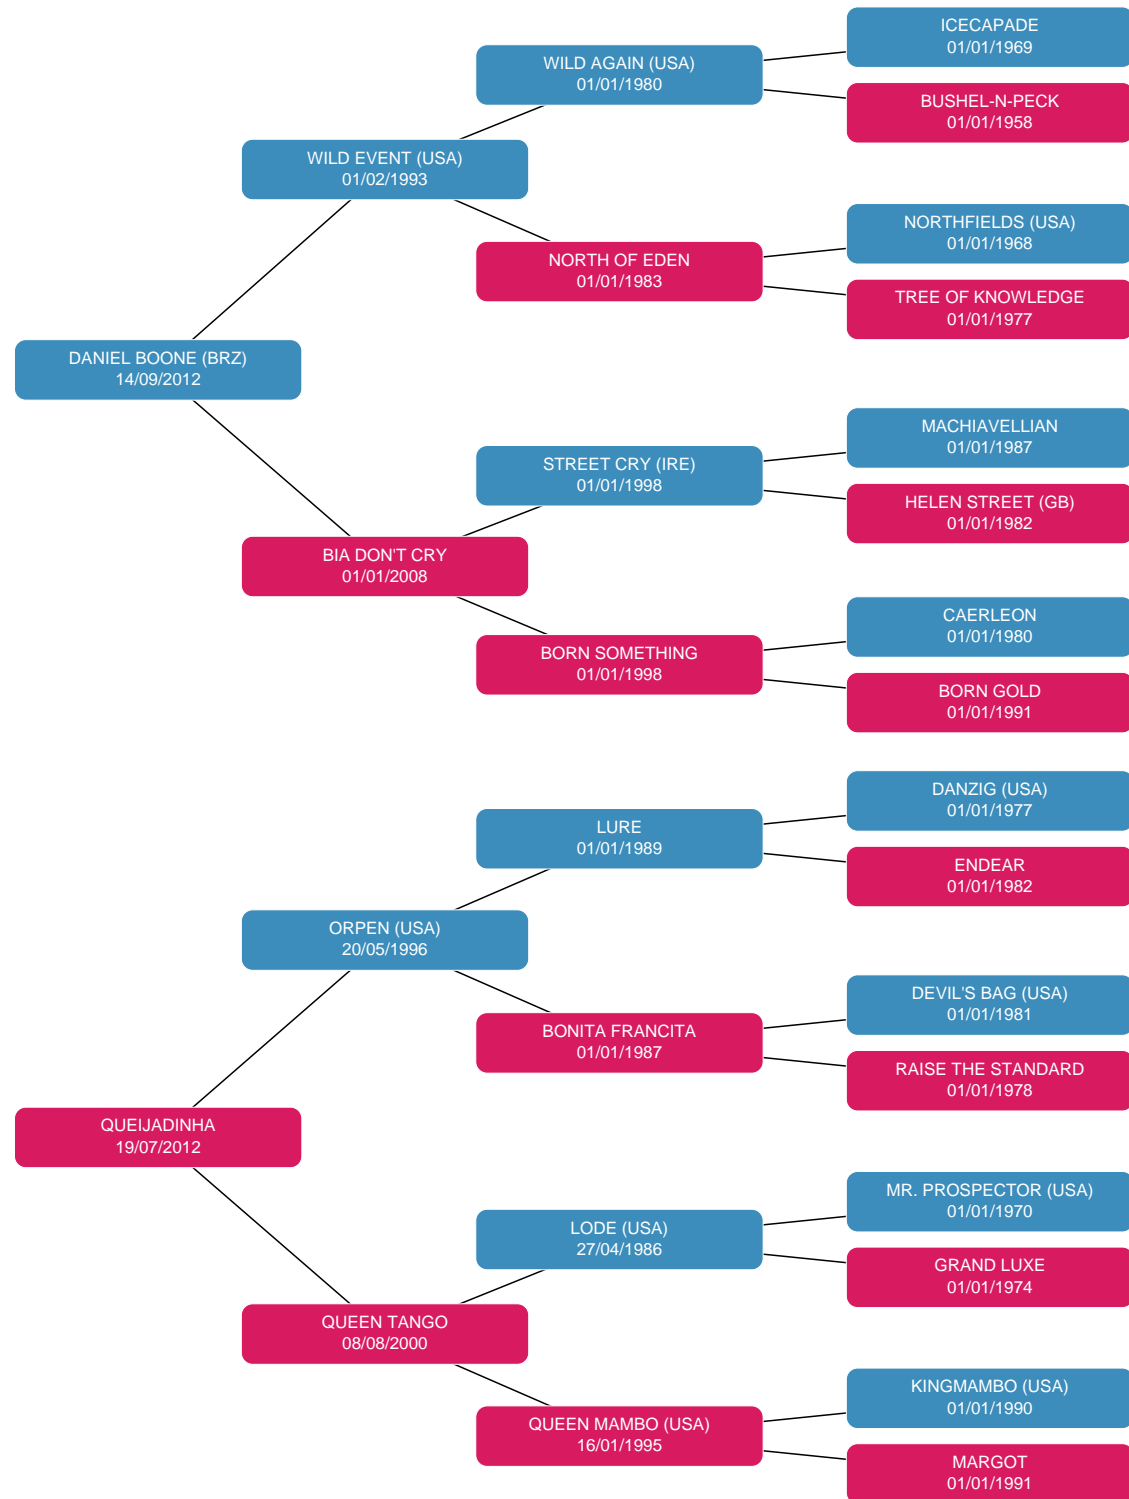 ICECAPADE
01/01/1969
WILD AGAIN (USA)
01/01/1980
BUSHEL-N-PECK
01/01/1958
WILD EVENT (USA)
01/02/1993
NORTHFIELDS (USA)
01/01/1968
NORTH OF EDEN
01/01/1983
TREE OF KNOWLEDGE
01/01/1977
DANIEL BOONE (BRZ)
14/09/2012
MACHIAVELLIAN
01/01/1987
STREET CRY (IRE)
01/01/1998
HELEN STREET (GB)
01/01/1982
BIA DON'T CRY
01/01/2008
CAERLEON
01/01/1980
BORN SOMETHING
01/01/1998
BORN GOLD
01/01/1991
DANZIG (USA)
01/01/1977
LURE
01/01/1989
ENDEAR
01/01/1982
ORPEN (USA)
20/05/1996
DEVIL'S BAG (USA)
01/01/1981
BONITA FRANCITA
01/01/1987
RAISE THE STANDARD
01/01/1978
QUEIJADINHA
19/07/2012
MR. PROSPECTOR (USA)
01/01/1970
LODE (USA)
27/04/1986
GRAND LUXE
01/01/1974
QUEEN TANGO
08/08/2000
KINGMAMBO (USA)
01/01/1990
QUEEN MAMBO (USA)
16/01/1995
MARGOT
01/01/1991